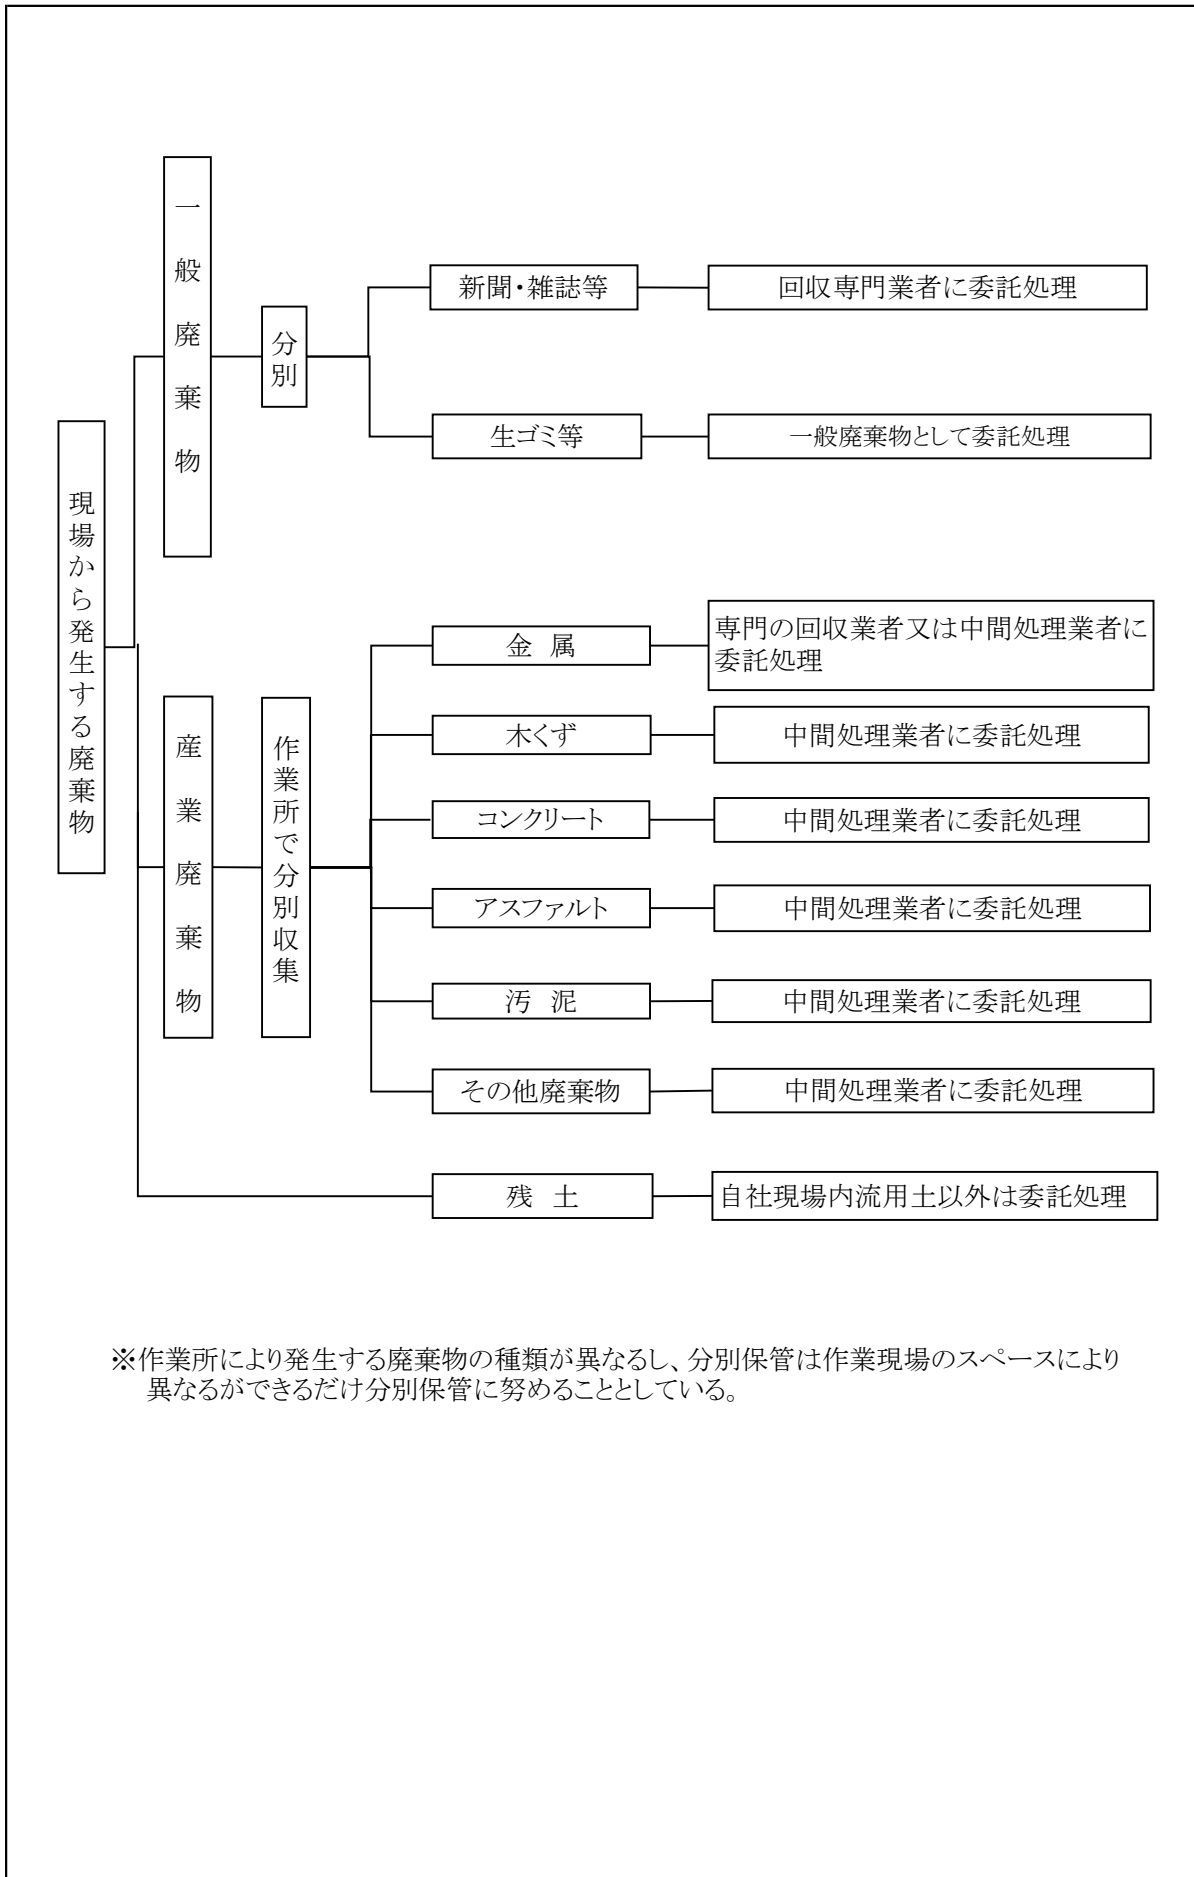 現場から発生する廃棄物
一般廃棄物
分別
新聞・雑誌等
回収専門業者に委託処理
生ゴミ等
一般廃棄物として委託処理
産業廃棄物
作業所で分別収集
金 属
専門の回収業者又は中間処理業者に
委託処理
木くず
中間処理業者に委託処理
コンクリート
中間処理業者に委託処理
アスファルト
中間処理業者に委託処理
汚 泥
中間処理業者に委託処理
その他廃棄物
中間処理業者に委託処理
残 土
自社現場内流用土以外は委託処理
※作業所により発生する廃棄物の種類が異なるし、分別保管は作業現場のスペースにより
異なるができるだけ分別保管に努めることとしている。